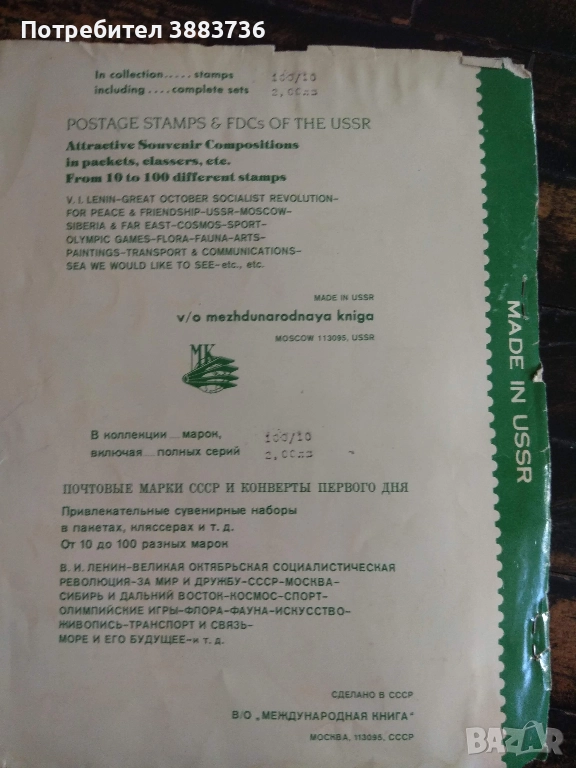 Потребител 3883736
In collection..... stamps 100/10
including .... complete sets 2,00лв
POSTAGE STAMPS & FDCs OF THE USSR
Attractive Souvenir Compositions
in packets, classers, etc.
From 10 to 100 different stamps
V. I. LENIN–GREAT OCTOBER SOCIALIST REVOLUTION–
FOR PEACE & FRIENDSHIP–USSR–MOSCOW–
SIBERIA & FAR EAST–COSMOS–SPORT–
OLYMPIC GAMES–FLORA–FAUNA–ARTS–
PAINTINGS–TRANSPORT & COMMUNICATIONS–
SEA WE WOULD LIKE TO SEE–etc., etc.
MADE IN USSR
v/o mezhdunarodnaya kniga
MOSCOW 113095, USSR
МК
В коллекции ... марок, 100/10
включая ... полных серий 2,00лв
ПОЧТОВЫЕ МАРКИ СССР И КОНВЕРТЫ ПЕРВОГО ДНЯ
Привлекательные сувенирные наборы
в пакетах, кляссерах и т. д.
От 10 до 100 разных марок
В. И. ЛЕНИН–ВЕЛИКАЯ ОКТЯБРЬСКАЯ СОЦИАЛИСТИЧЕСКАЯ
РЕВОЛЮЦИЯ–ЗА МИР И ДРУЖБУ–СССР–МОСКВА–
СИБИРЬ И ДАЛЬНИЙ ВОСТОК–КОСМОС–СПОРТ–
ОЛИМПИЙСКИЕ ИГРЫ–ФЛОРА–ФАУНА–ИСКУССТВО–
ЖИВОПИСЬ–ТРАНСПОРТ И СВЯЗЬ–
МОРЕ И ЕГО БУДУЩЕЕ–и т. д.
СДЕЛАНО В СССР
В/О „МЕЖДУНАРОДНАЯ КНИГА"
МОСКВА, 113095, СССР
MADE IN USSR
BAZAR